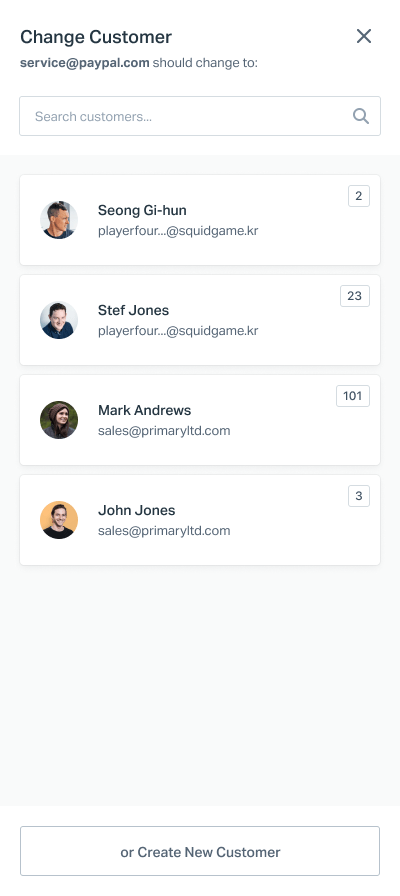 Change Customer
service@paypal.com should change to:
Search customers...
2
Seong Gi-hun
playerfour...@squidgame.kr
23
Stef Jones
playerfour...@squidgame.kr
101
Mark Andrews
sales@primaryltd.com
3
John Jones
sales@primaryltd.com
or Create New Customer